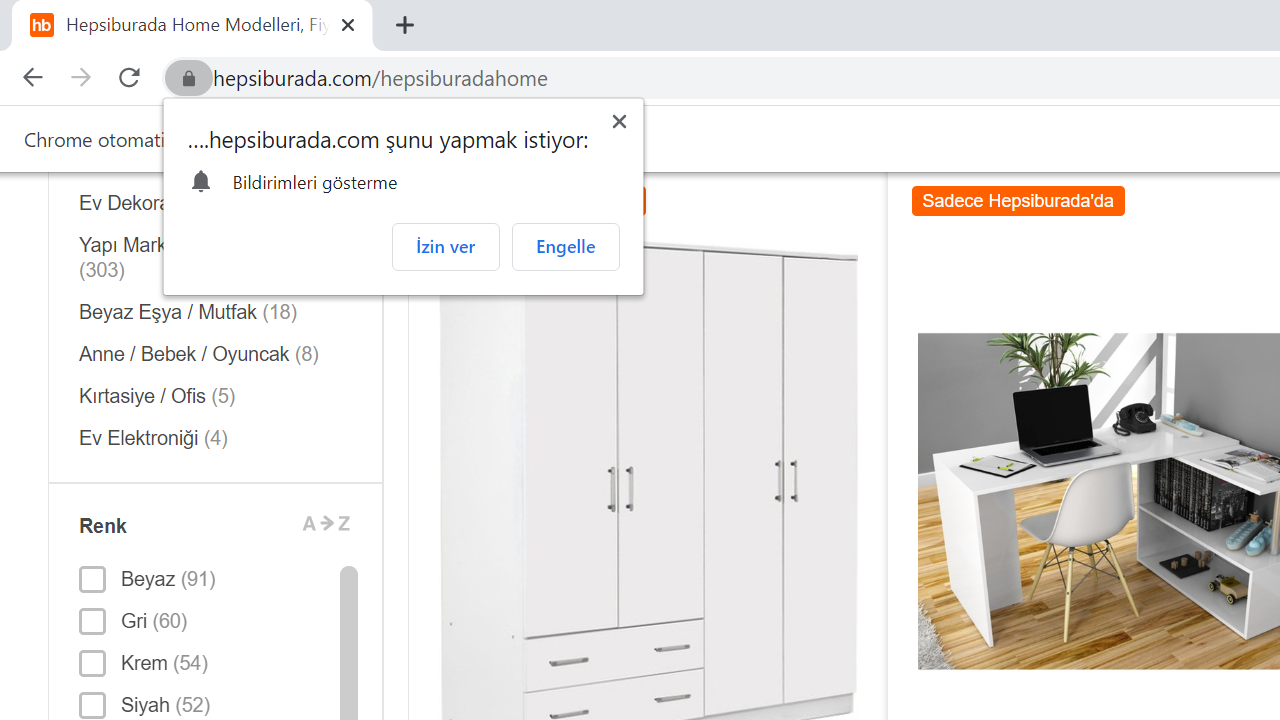 hb Hepsiburada Home Modelleri, Fiy
hepsiburada.com/hepsiburadahome
Chrome otomati
....hepsiburada.com şunu yapmak istiyor:
Bildirimleri gösterme
İzin ver
Engelle
Ev Dekora
Yapı Mark
(303)
Beyaz Eşya / Mutfak (18)
Anne / Bebek / Oyuncak (8)
Kırtasiye / Ofis (5)
Ev Elektroniği (4)
Renk
A Z
Beyaz (91)
Gri (60)
Krem (54)
Siyah (52)
Sadece Hepsiburada'da